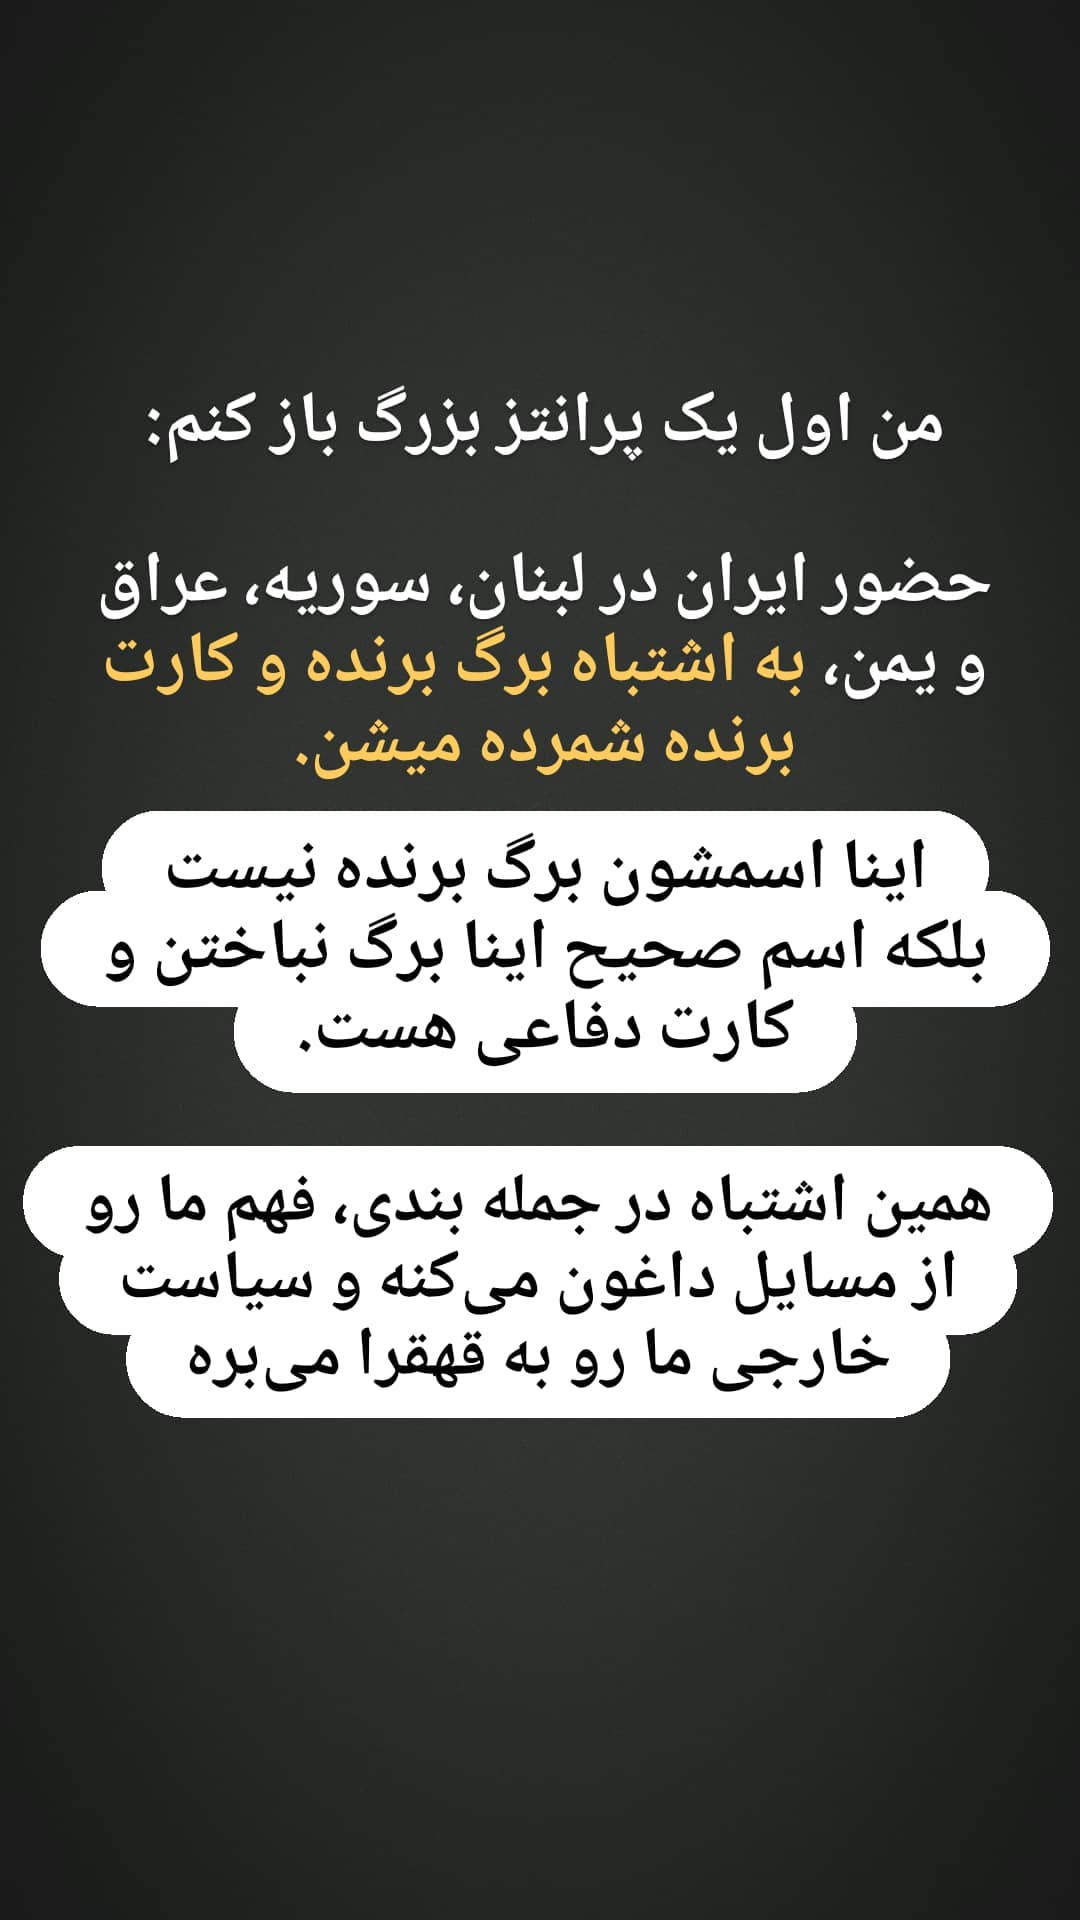 من اول یک پرانتز بزرگ باز کنم:
حضور ایران در لبنان، سوریه، عراق
و یمن، به اشتباه برگ برنده و کارت
برنده شمرده میشن.
اینا اسمشون برگ برنده نیست
بلکه اسم صحیح اینا برگ نباختن و
کارت دفاعی هست.
همین اشتباه در جمله بندی، فهم ما رو
از مسایل داغون می‌کنه و سیاست
خارجی ما رو به قهقرا می‌بره